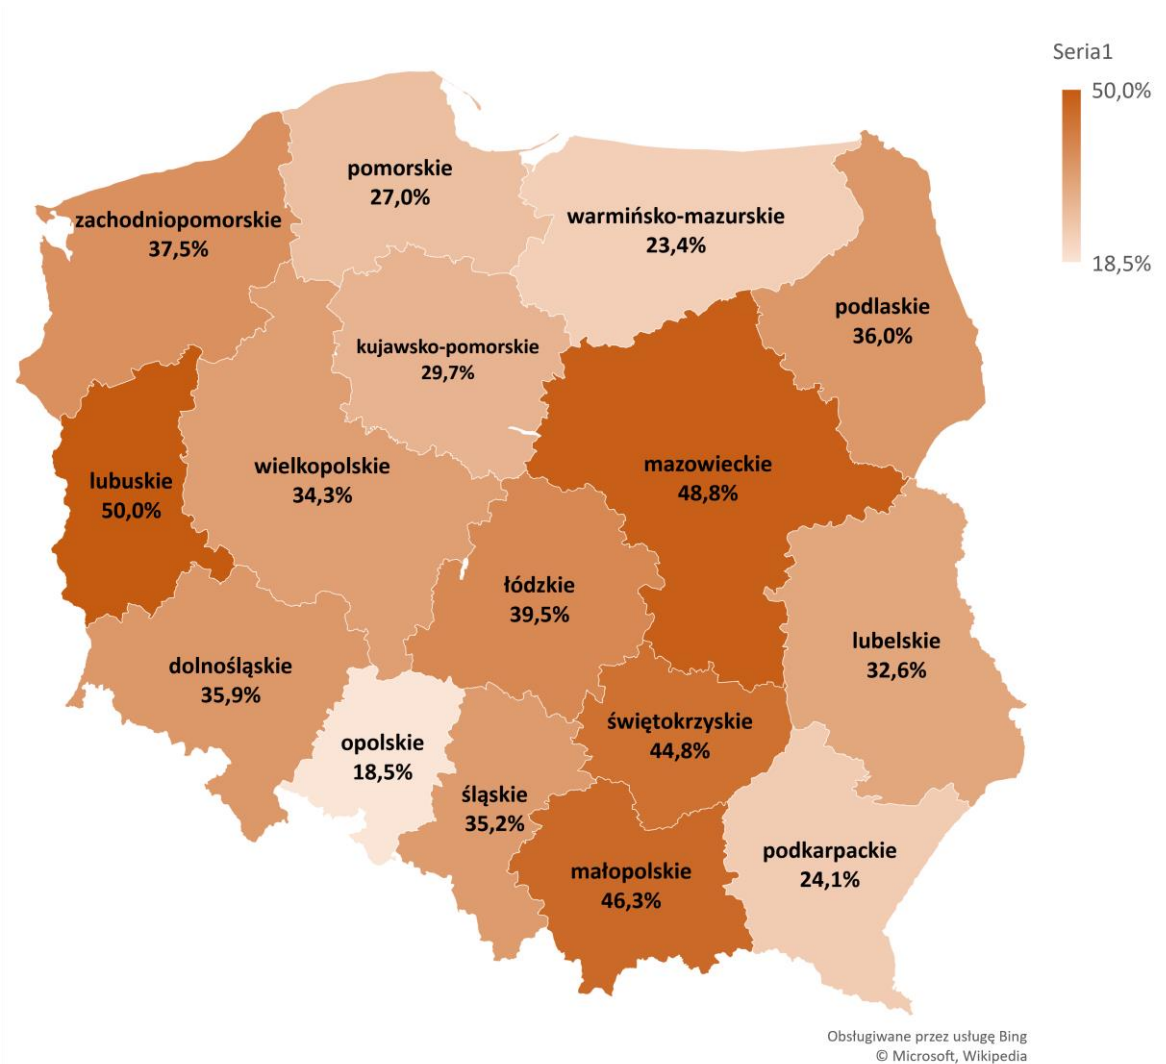 Seria1
50,0%
18,5%
pomorskie
27,0%
warmińsko-mazurskie
23,4%
zachodniopomorskie
37,5%
podlaskie
36,0%
kujawsko-pomorskie
29,7%
wielkopolskie
34,3%
mazowieckie
48,8%
lubuskie
50,0%
łódzkie
39,5%
lubelskie
32,6%
dolnośląskie
35,9%
świętokrzyskie
44,8%
opolskie
18,5%
śląskie
35,2%
podkarpackie
24,1%
małopolskie
46,3%
Obsługiwane przez usługę Bing
© Microsoft, Wikipedia